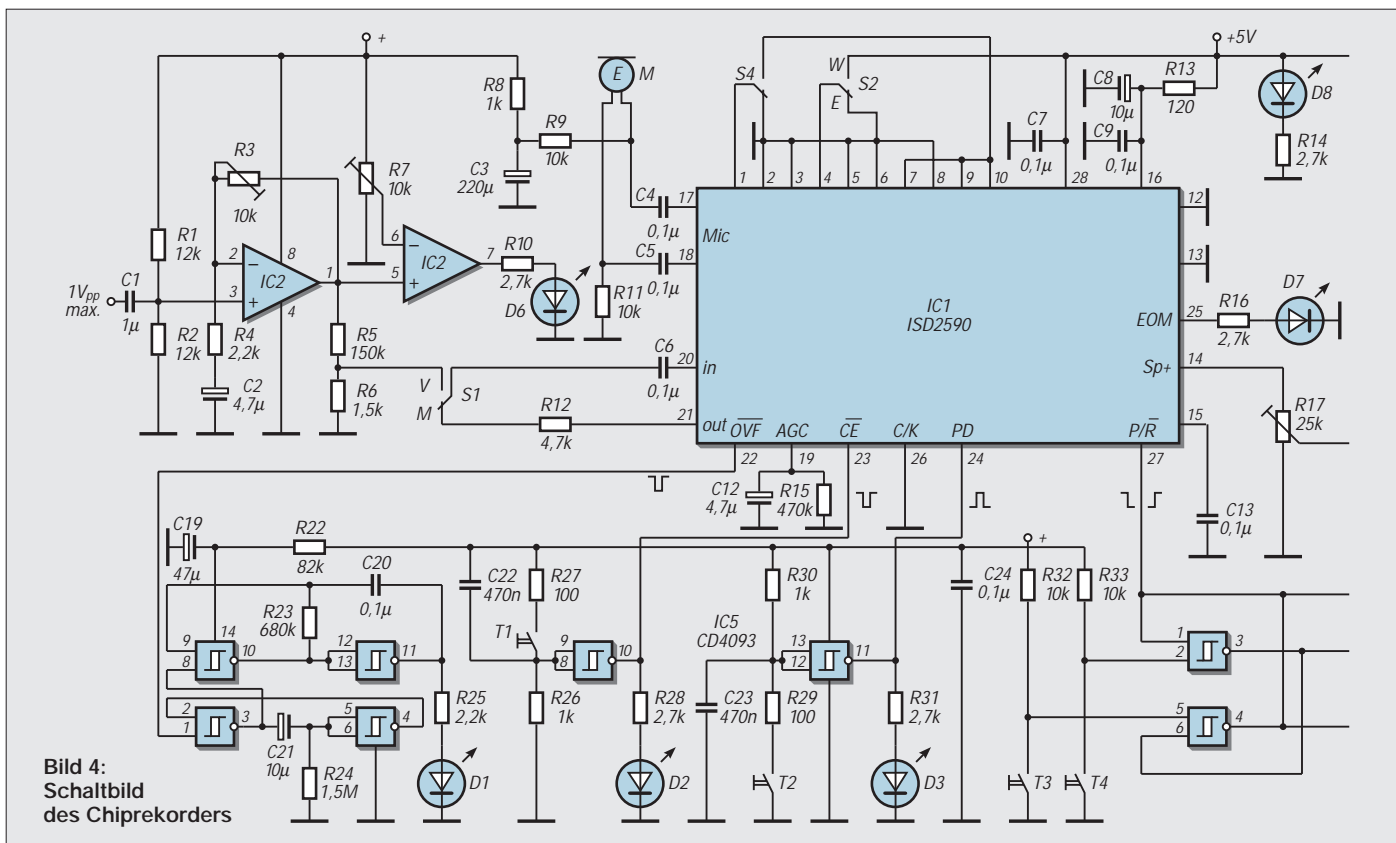 +
+5V
R8
1k
E
M
S4
W
E
S2
C8
10µ
R13
120
D8
R3
10k
R7
10k
R9
10k
C3
220µ
C7
0,1µ
C9
0,1µ
R14
2,7k
1 2 3 4 5 6 7 8 9 10 28 16
R1
12k
C4
0,1µ
17
Mic
12
C1
1µ
1Vpp
max.
2
3
8
4
1
IC2
6
5
7
IC2
R10
2,7k
D6
C5
0,1µ
18
R11
10k
13
IC1
ISD2590
D7
EOM
25
R16
2,7k
R2
12k
R4
2,2k
R5
150k
C6
0,1µ
20
in
14
Sp+
C2
4,7µ
R6
1,5k
V
M
S1
R12
4,7k
21
out
15
R17
25k
OVF AGC CE C/K PD P/R
22 19 23 26 24 27
C12
4,7µ
R15
470k
C13
0,1µ
C19
47µ
R22
82k
C20
0,1µ
C22
470n
R27
100
R30
1k
C24
0,1µ
+
R32
10k
R33
10k
R23
680k
T1
IC5
CD4093
9
8
14
10
12
13
11
9
8
10
13
12
11
1
2
3
R25
2,2k
R26
1k
R28
2,7k
C23
470n
R29
100
R31
2,7k
2
1
3
5
6
4
5
6
4
C21
10µ
R24
1,5M
D1
D2
T2
D3
T3
T4
Bild 4:
Schaltbild
des Chiprekorders